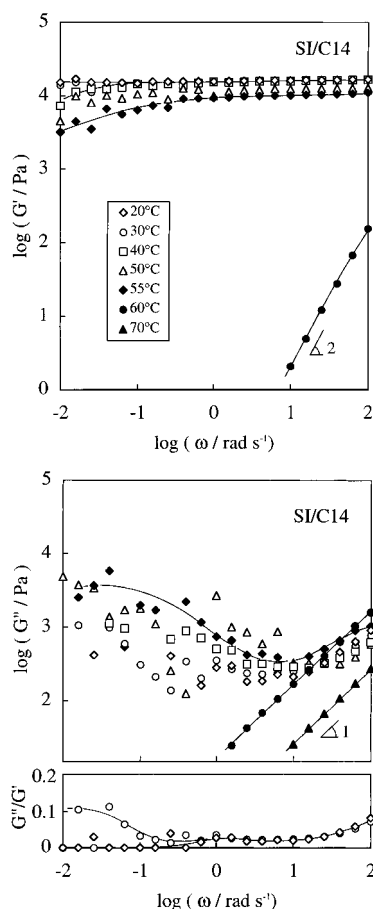 SI/C14
5
4
3
2
1
0
log ( G' / Pa )
20°C
30°C
40°C
50°C
55°C
60°C
70°C
2
-2 -1 0 1 2
log ( ω / rad s⁻¹ )
SI/C14
5
4
3
2
log ( G'' / Pa )
1
0.2
0.1
0
G''/G'
-2 -1 0 1 2
log ( ω / rad s⁻¹ )